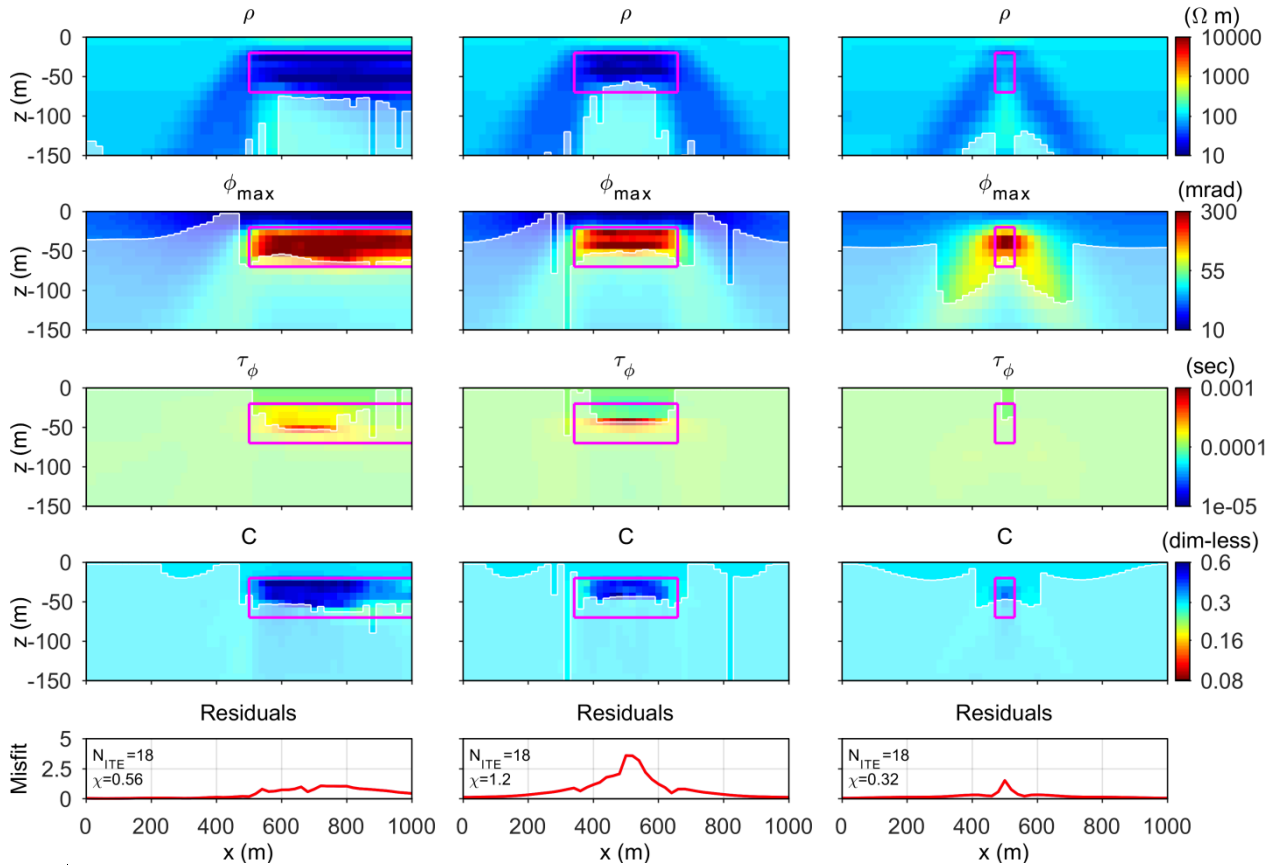 ρ ρ ρ (Ω m)
0 10000
z (m) -50 1000
-100 100
-150 10
ϕmax ϕmax ϕmax (mrad)
0 300
z (m) -50
-100 55
-150 10
τϕ τϕ τϕ (sec)
0 0.001
z (m) -50
-100 0.0001
-150 1e-05
C C C (dim-less)
0 0.6
z (m) -50 0.3
-100 0.16
-150 0.08
Residuals Residuals Residuals
Misfit 5 2.5 0
N_ITE=18 N_ITE=18 N_ITE=18
χ=0.56 χ=1.2 χ=0.32
0 200 400 600 800 1000 0 200 400 600 800 1000 0 200 400 600 800 1000
x (m) x (m) x (m)